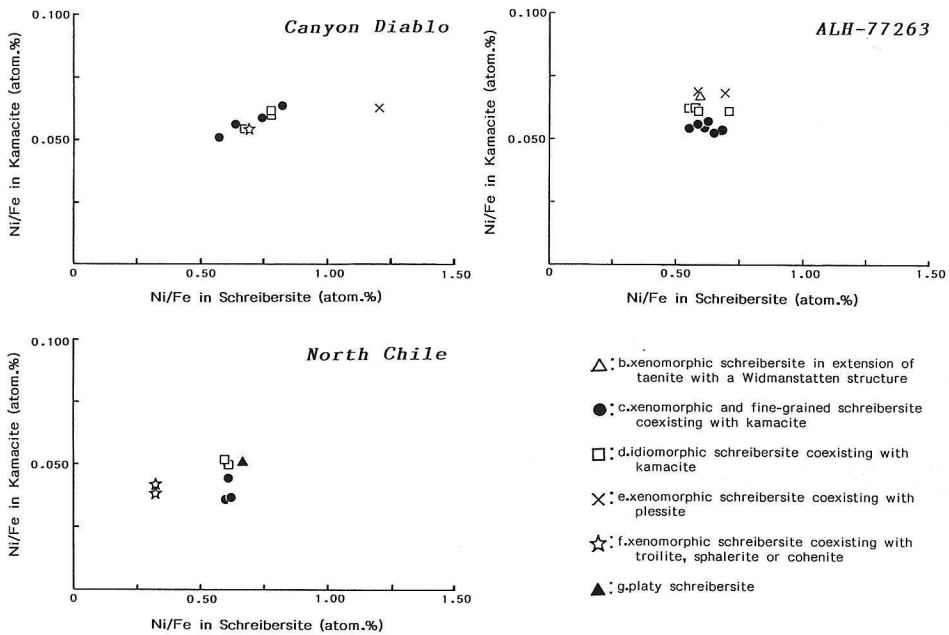 Canyon Diablo
0.100
0.050
Ni/Fe in Kamacite (atom.%)
0 0.50 1.00 1.50
Ni/Fe in Schreibersite (atom.%)
ALH-77263
0.100
0.050
Ni/Fe in Kamacite (atom.%)
0 0.50 1.00 1.50
Ni/Fe in Schreibersite (atom.%)
North Chile
0.100
0.050
Ni/Fe in Kamacite (atom.%)
0 0.50 1.00 1.50
Ni/Fe in Schreibersite (atom.%)
: b.xenomorphic schreibersite in extension of
taenite with a Widmanstatten structure
: c.xenomorphic and fine-grained schreibersite
coexisting with kamacite
: d.idiomorphic schreibersite coexisting with
kamacite
: e.xenomorphic schreibersite coexisting with
plessite
: f.xenomorphic schreibersite coexisting with
troilite, sphalerite or cohenite
: g.platy schreibersite